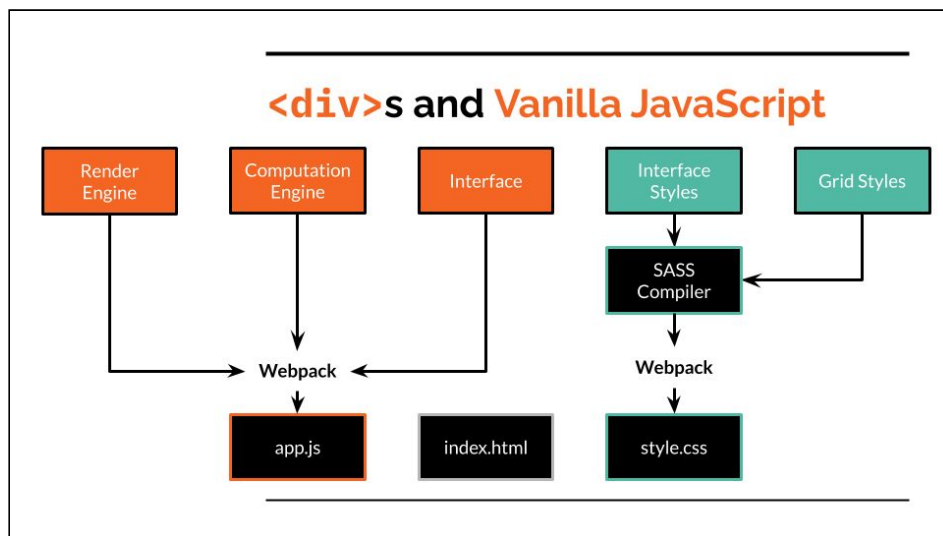 <div>s and Vanilla JavaScript
Render
Engine
Computation
Engine
Interface
Interface
Styles
Grid Styles
SASS
Compiler
Webpack
Webpack
app.js
index.html
style.css